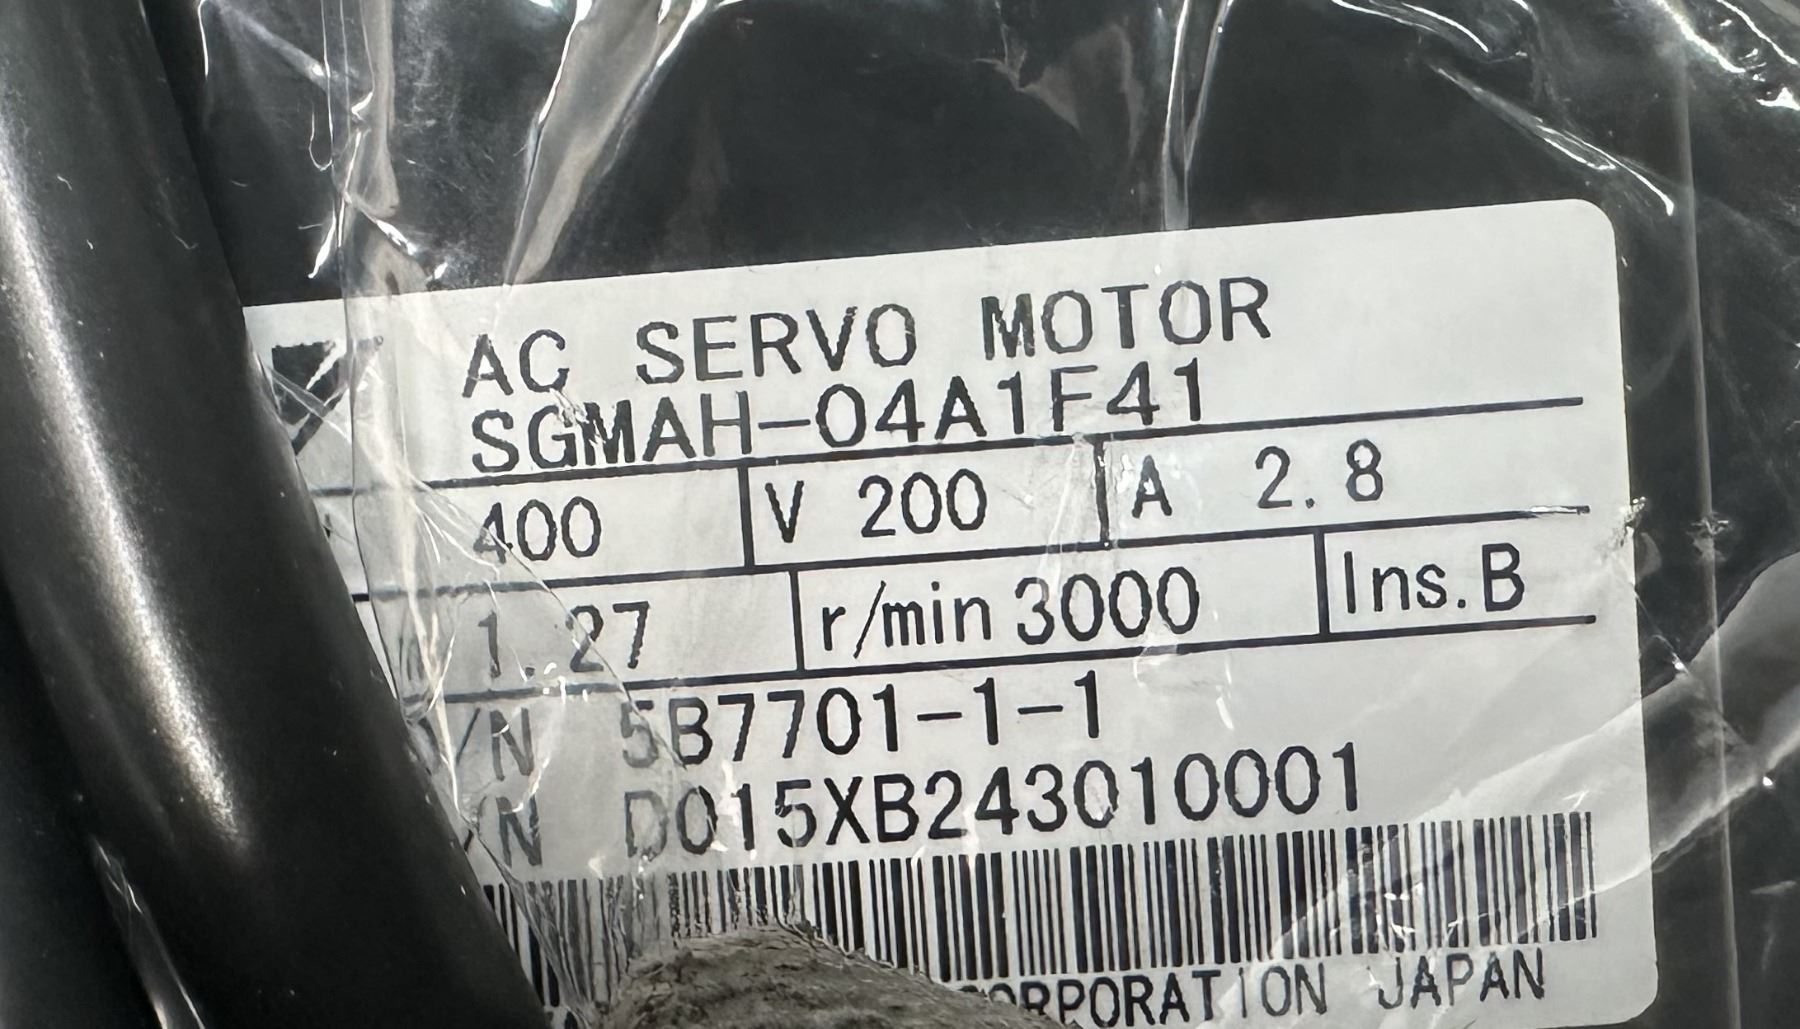 AC SERVO MOTOR
SGMAH-04A1F41
400 V 200 A 2.8
1.27 r/min 3000 Ins.B
/N 5B7701-1-1
/N D015XB243010001
ORPORATION JAPAN